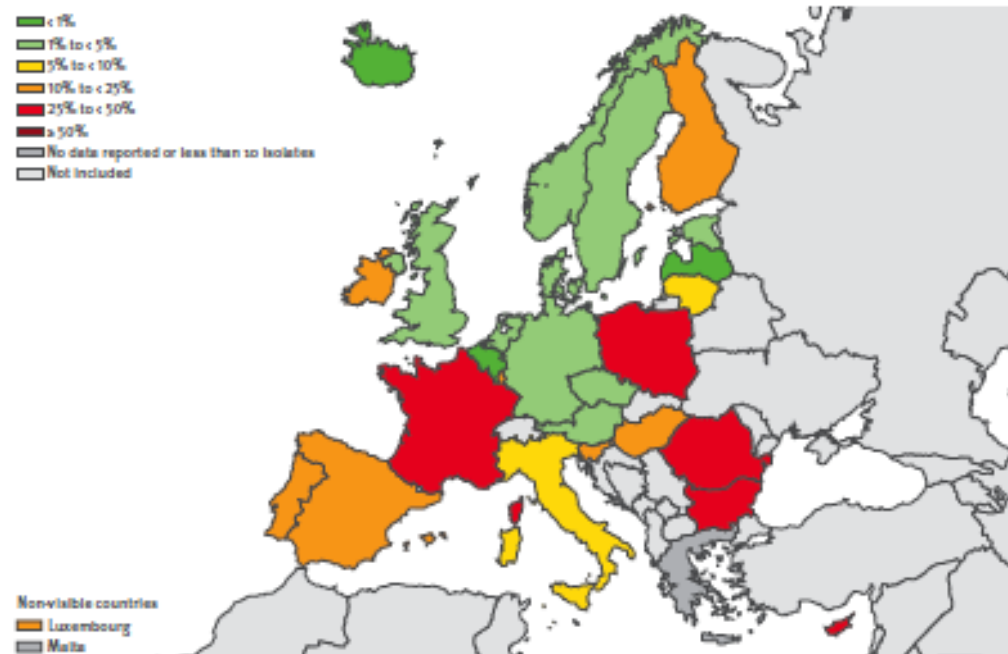 < 1%
1% to < 5%
5% to < 10%
10% to < 25%
25% to < 50%
≥ 50%
No data reported or less than 10 isolates
Not included
Non-visible countries
Luxembourg
Malta